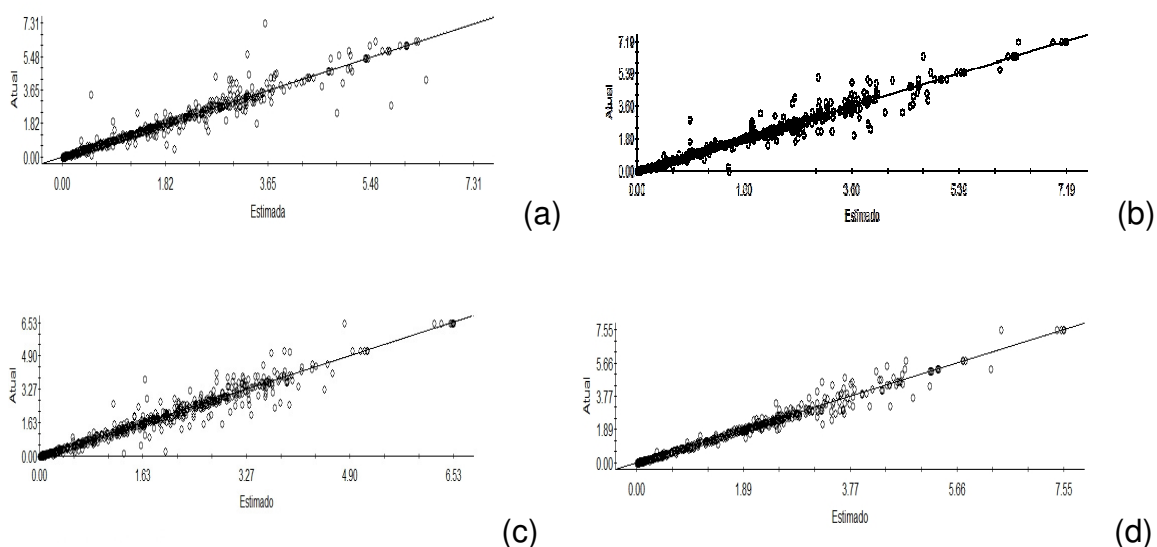 7.31
5.48
3.65
1.82
0.00
Atual
0.00 1.82 3.65 5.48 7.31
Estimada
(a)
7.19
5.39
3.60
1.80
0.00
Atual
0.00 1.80 3.60 5.39 7.19
Estimado
(b)
6.53
4.90
3.27
1.63
0.00
Atual
0.00 1.63 3.27 4.90 6.53
Estimado
(c)
7.55
5.66
3.77
1.89
0.00
Atual
0.00 1.89 3.77 5.66 7.55
Estimado
(d)